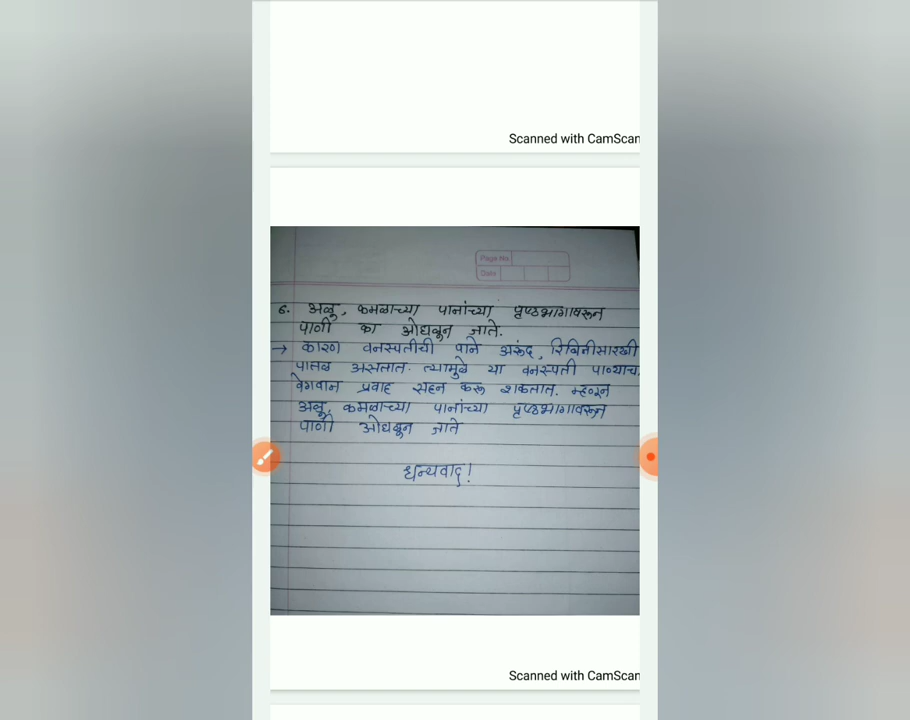 Scanned with CamScan
Page No.
Date
6. अळू, कमळाच्या पानांच्या पृष्ठभागावरून
पाणी का ओघळून जाते.
→ कारण वनस्पतीची पाने अरुंद, रिबिनीसारखी
पातळ असतात. त्यामुळे या वनस्पती पाण्याच
वेगवान प्रवाह सहन करू शकतात. म्हणून
अळू, कमळाच्या पानांच्या पृष्ठभागावरून
पाणी ओघळून जाते
धन्यवाद!
Scanned with CamScan